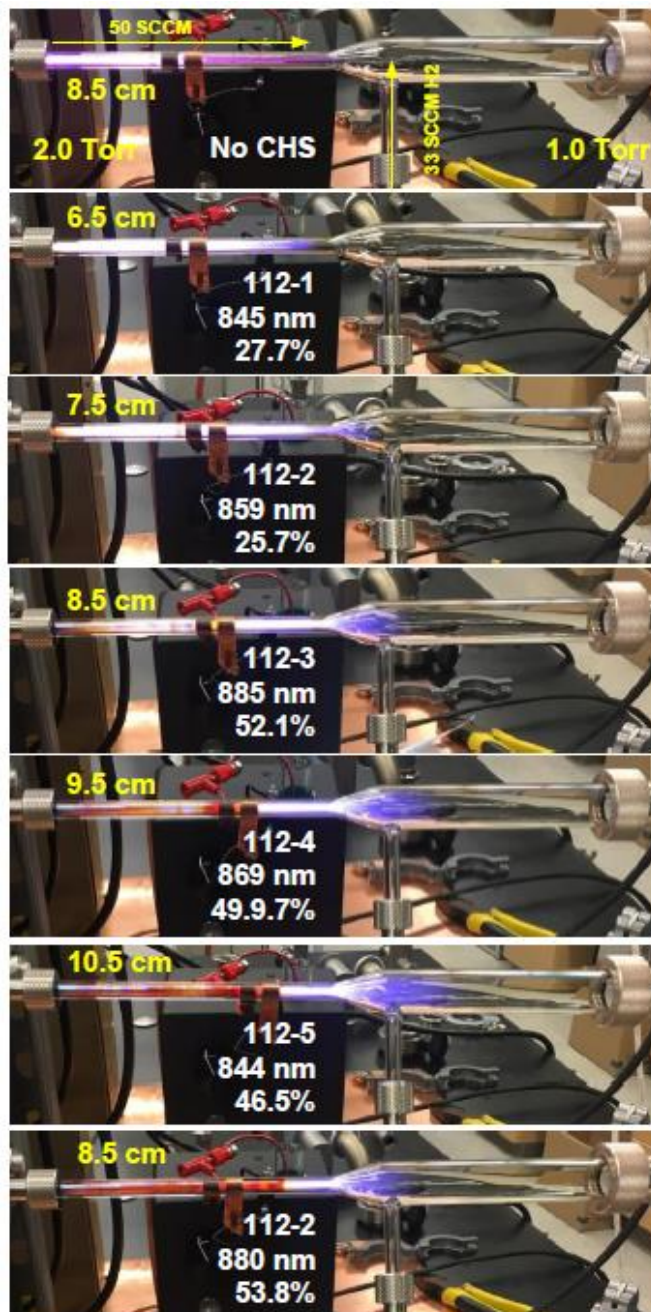 50 SCCM
8.5 cm
2.0 Torr
No CHS
33 SCCM H2
1.0 Torr
6.5 cm
112-1
845 nm
27.7%
7.5 cm
112-2
859 nm
25.7%
8.5 cm
112-3
885 nm
52.1%
9.5 cm
112-4
869 nm
49.9.7%
10.5 cm
112-5
844 nm
46.5%
8.5 cm
112-2
880 nm
53.8%